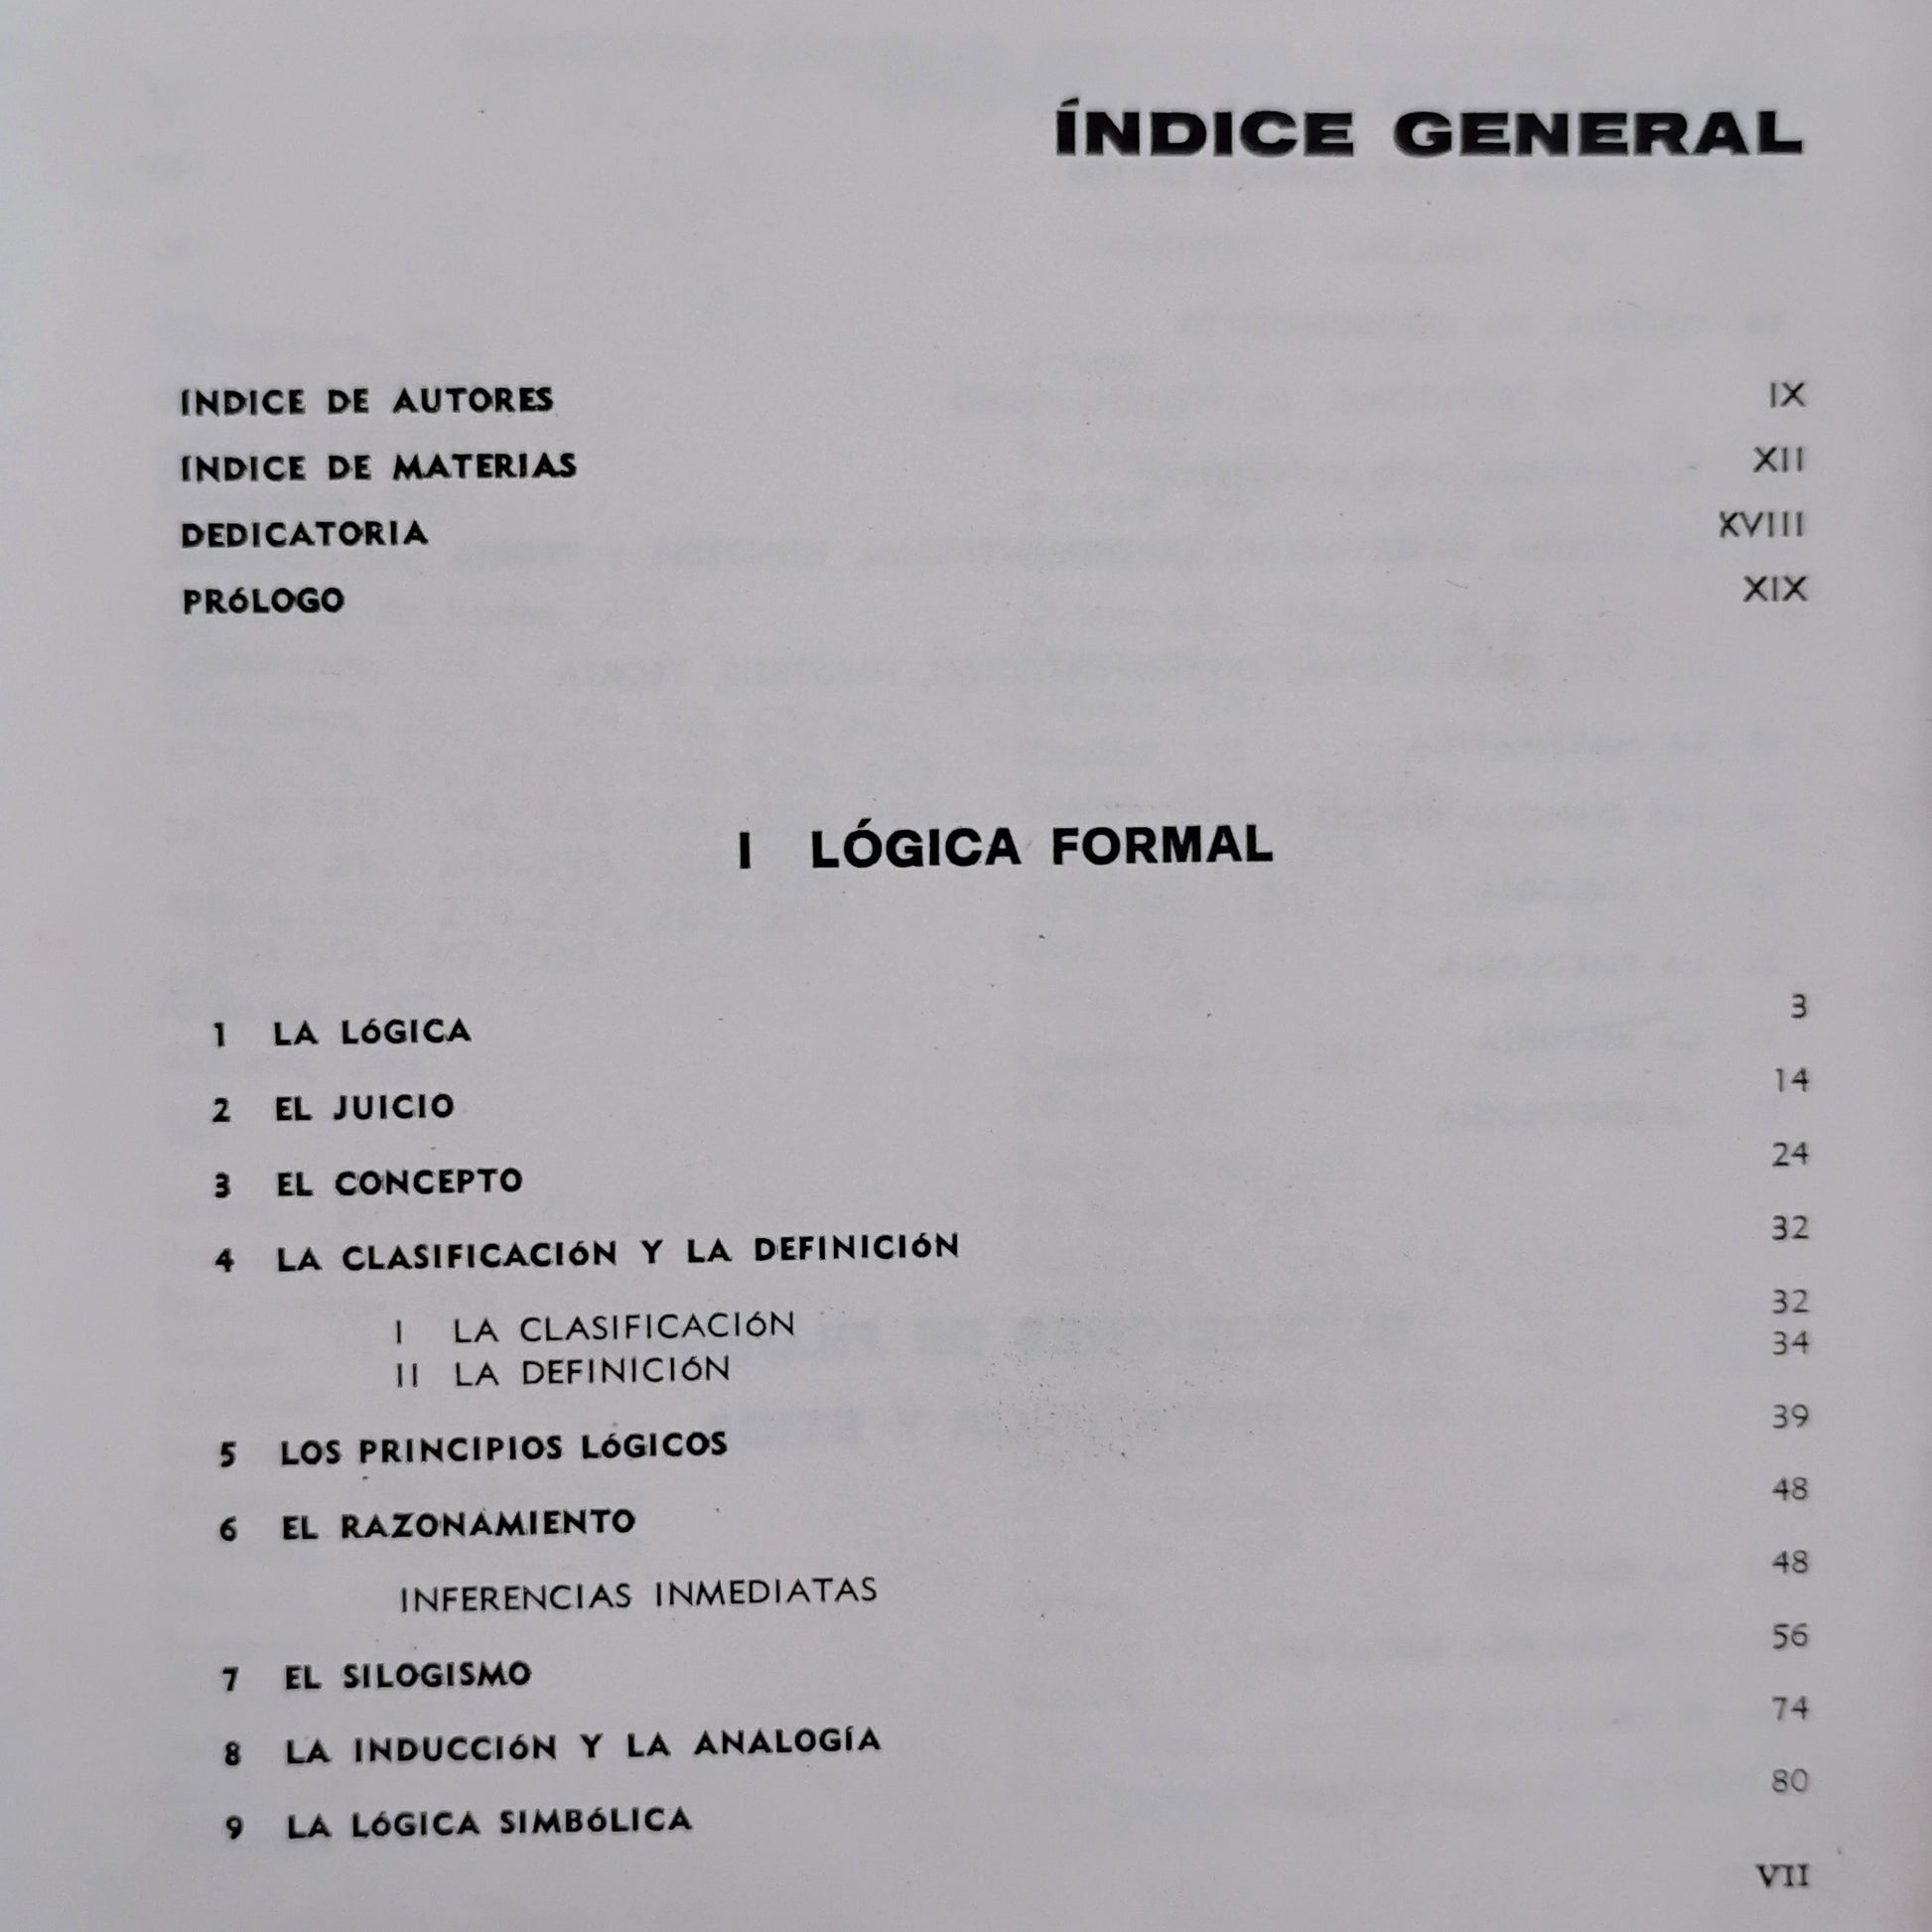 ÍNDICE GENERAL
ÍNDICE DE AUTORES IX
ÍNDICE DE MATERIAS XII
DEDICATORIA XVIII
PRÓLOGO XIX
I LÓGICA FORMAL
1 LA LÓGICA 3
2 EL JUICIO 14
3 EL CONCEPTO 24
4 LA CLASIFICACIÓN Y LA DEFINICIÓN 32
I LA CLASIFICACIÓN 32
II LA DEFINICIÓN 34
5 LOS PRINCIPIOS LÓGICOS 39
6 EL RAZONAMIENTO 48
INFERENCIAS INMEDIATAS 48
7 EL SILOGISMO 56
8 LA INDUCCIÓN Y LA ANALOGÍA 74
9 LA LÓGICA SIMBÓLICA 80
VII